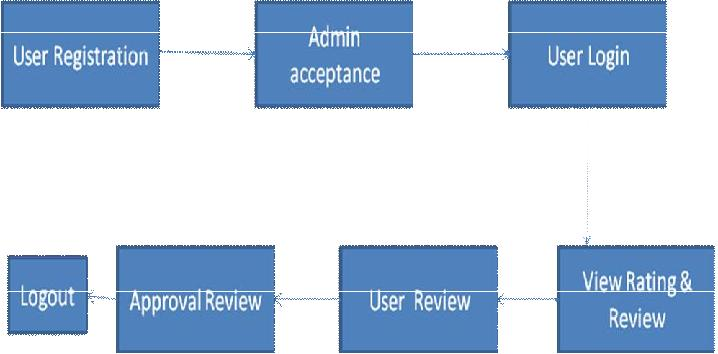 User Registration
Admin
acceptance
User Login
View Rating &
Review
User Review
Approval Review
Logout